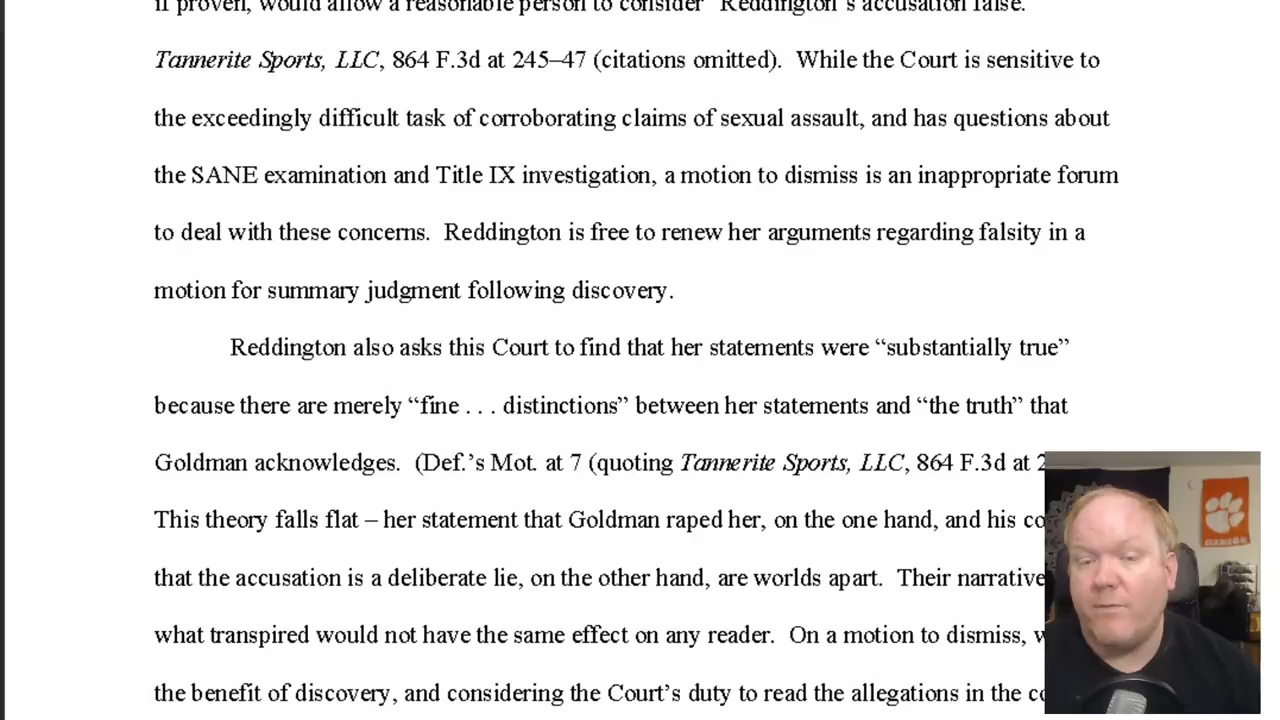 if proven, would allow a reasonable person to consider” Reddington’s accusation false.
Tannerite Sports, LLC, 864 F.3d at 245–47 (citations omitted). While the Court is sensitive to
the exceedingly difficult task of corroborating claims of sexual assault, and has questions about
the SANE examination and Title IX investigation, a motion to dismiss is an inappropriate forum
to deal with these concerns. Reddington is free to renew her arguments regarding falsity in a
motion for summary judgment following discovery.
Reddington also asks this Court to find that her statements were “substantially true”
because there are merely “fine . . . distinctions” between her statements and “the truth” that
Goldman acknowledges. (Def.’s Mot. at 7 (quoting Tannerite Sports, LLC, 864 F.3d at
This theory falls flat – her statement that Goldman raped her, on the one hand, and his
that the accusation is a deliberate lie, on the other hand, are worlds apart. Their narrative
what transpired would not have the same effect on any reader. On a motion to dismiss,
the benefit of discovery, and considering the Court’s duty to read the allegations in the